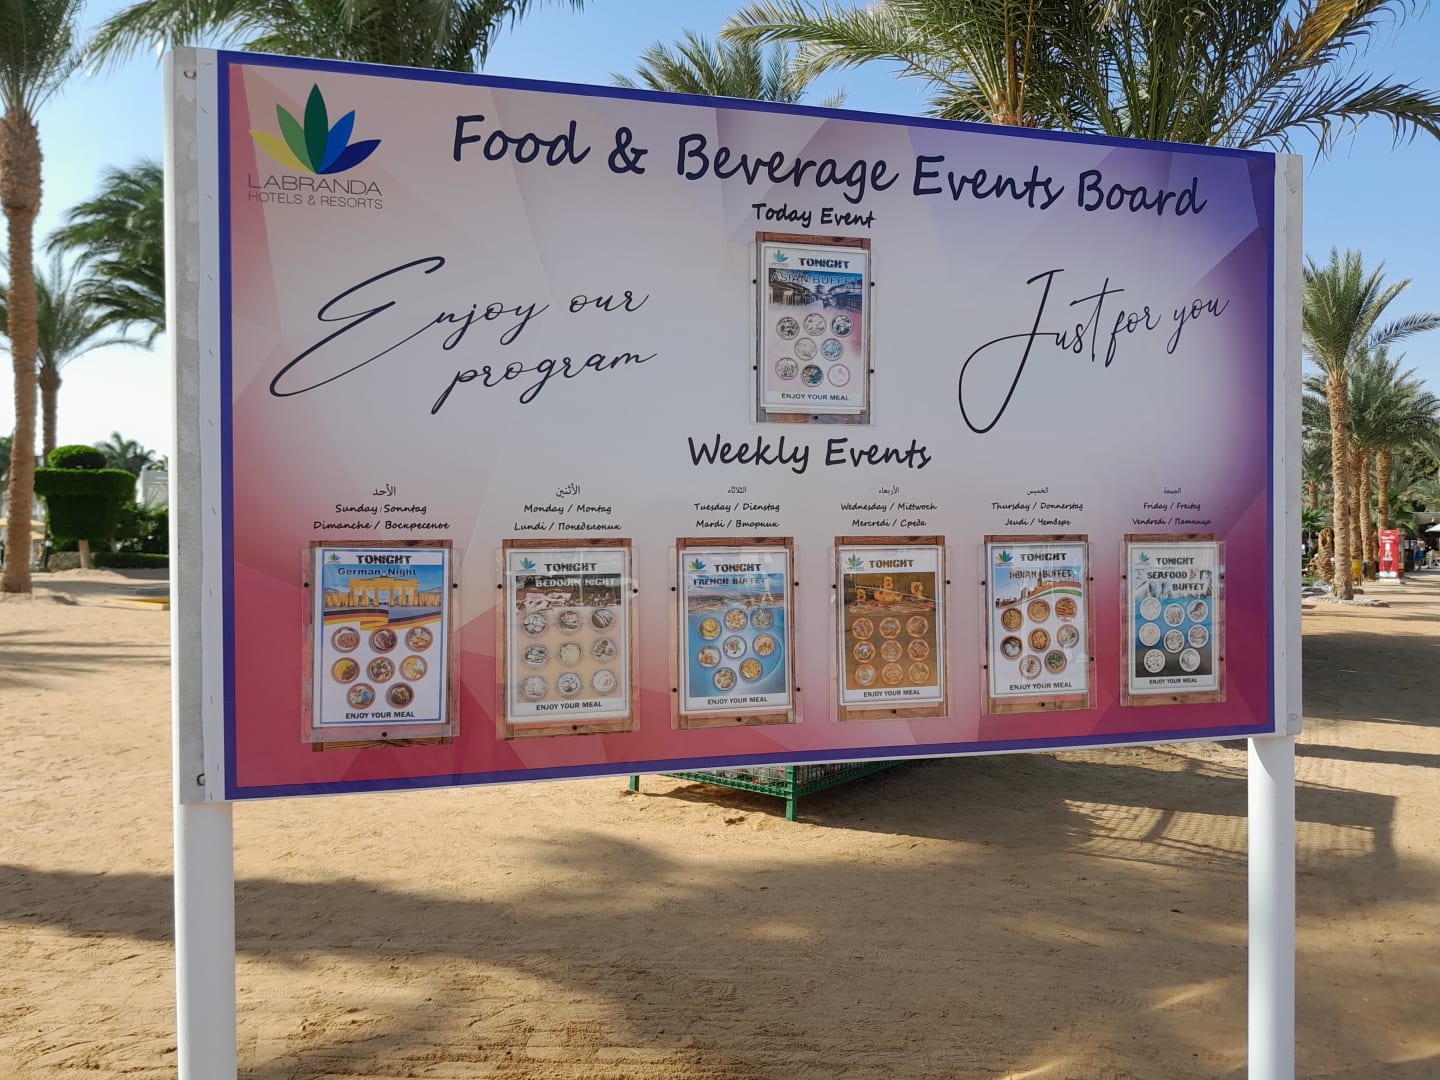 LABRANDA
HOTELS & RESORTS
Food & Beverage Events Board
Today Event
TONIGHT
ASIAN BUFFET
ENJOY YOUR MEAL
Enjoy our
program
Just for you
Weekly Events
الأحد
Sunday / Sonntag
Dimanche / Воскресенье
TONIGHT
German Night
ENJOY YOUR MEAL
الأثنين
Monday / Montag
Lundi / Понедельник
TONIGHT
BEDOUIN NIGHT
ENJOY YOUR MEAL
الثلاثاء
Tuesday / Dienstag
Mardi / Вторник
TONIGHT
FRENCH BUFFET
ENJOY YOUR MEAL
الأربعاء
Wednesday / Mittwoch
Mercredi / Среда
TONIGHT
B B Q
ENJOY YOUR MEAL
الخميس
Thursday / Donnerstag
Jeudi / Четверг
TONIGHT
INDIAN BUFFET
ENJOY YOUR MEAL
الجمعة
Friday / Freitag
Vendredi / Пятница
TONIGHT
SEAFOOD
BUFFET
ENJOY YOUR MEAL